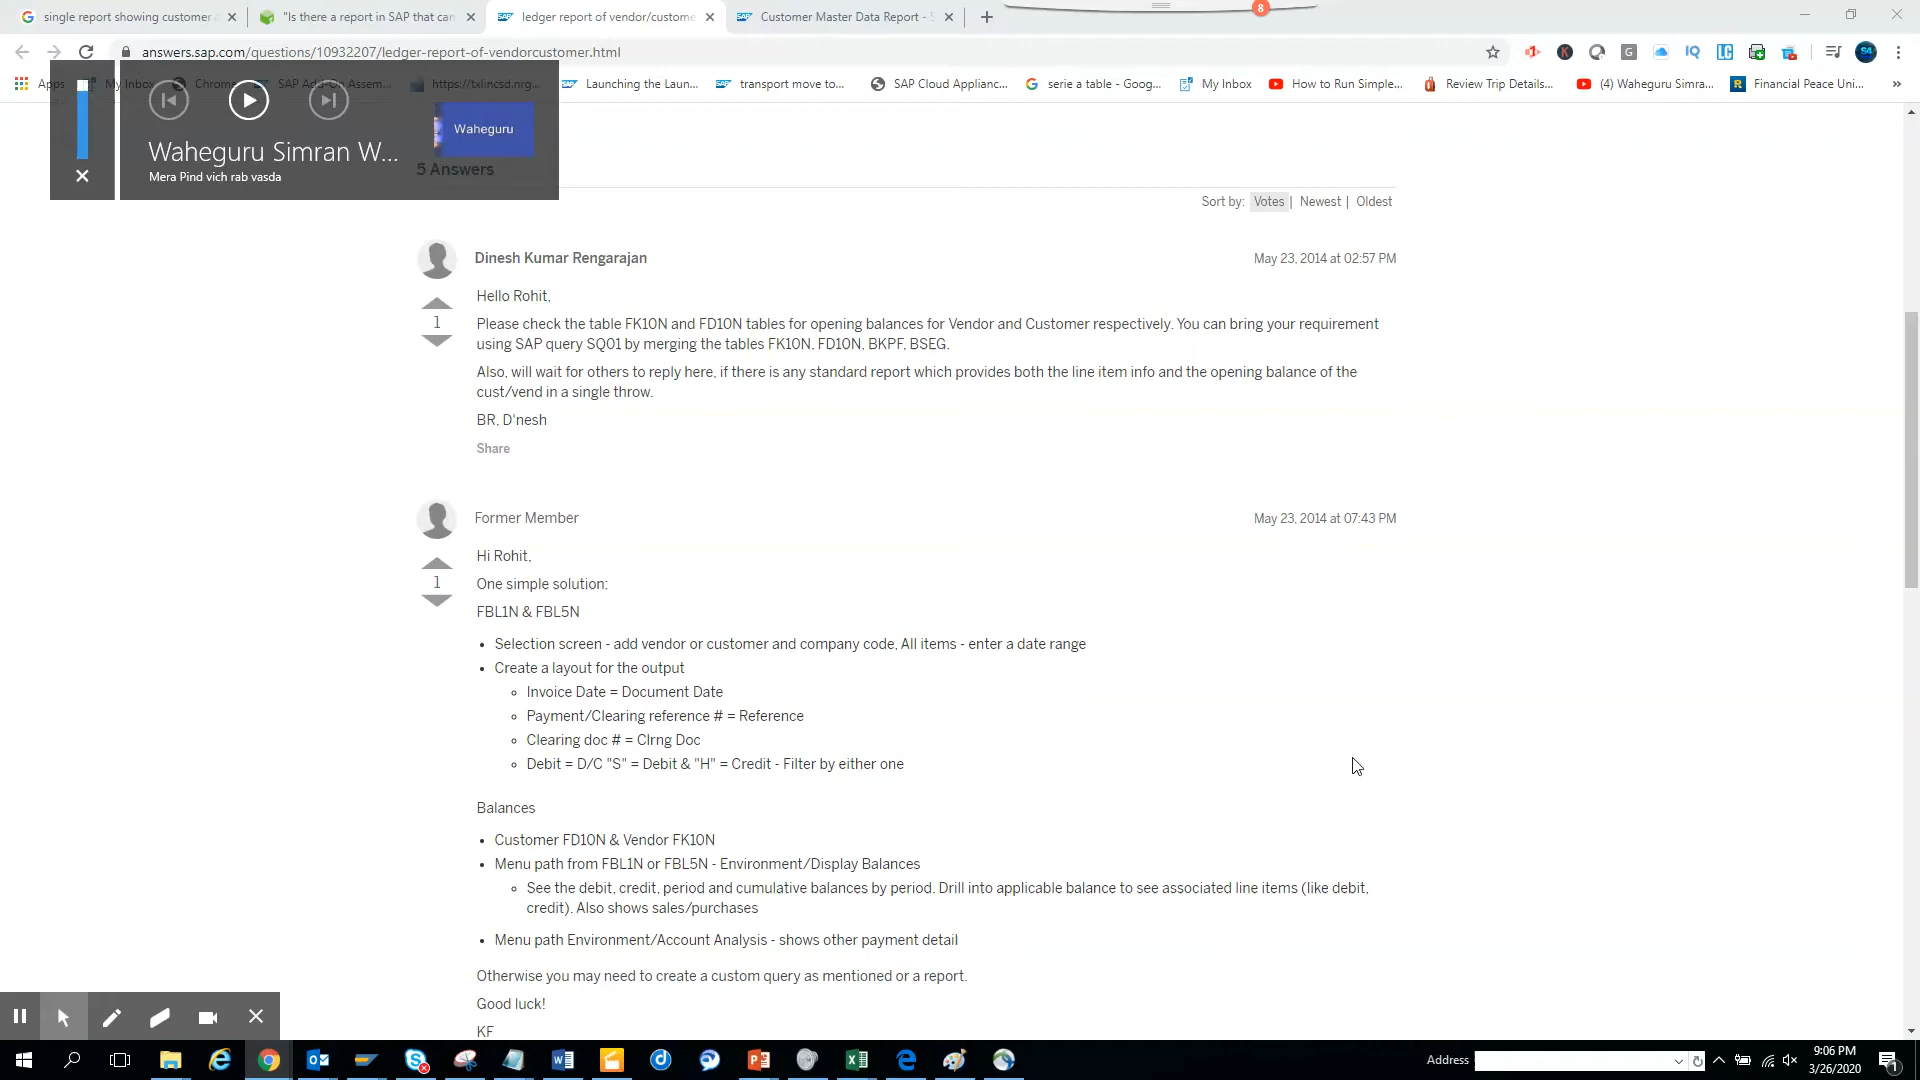 single report showing customer
"Is there a report in SAP that can
ledger report of vendor/custome
Customer Master Data Report - S
8
answers.sap.com/questions/10932207/ledger-report-of-vendorcustomer.html
Apps
My Inbox
Chrome
SAP Add-On Assem...
https://txlincsd.nrg...
Launching the Laun...
transport move to...
SAP Cloud Applianc...
serie a table - Goog...
My Inbox
How to Run Simple...
Review Trip Details...
(4) Waheguru Simra...
Financial Peace Uni...
»
Waheguru
Waheguru Simran W...
Mera Pind vich rab vasda
5 Answers
Sort by: Votes | Newest | Oldest
Dinesh Kumar Rengarajan
May 23, 2014 at 02:57 PM
1
Hello Rohit,
Please check the table FK10N and FD10N tables for opening balances for Vendor and Customer respectively. You can bring your requirement
using SAP query SQ01 by merging the tables FK10N, FD10N, BKPF, BSEG.
Also, will wait for others to reply here, if there is any standard report which provides both the line item info and the opening balance of the
cust/vend in a single throw.
BR, D'nesh
Share
Former Member
May 23, 2014 at 07:43 PM
1
Hi Rohit,
One simple solution:
FBL1N & FBL5N
• Selection screen - add vendor or customer and company code, All items - enter a date range
• Create a layout for the output
Invoice Date = Document Date
Payment/Clearing reference # = Reference
Clearing doc # = Clrng Doc
Debit = D/C "S" = Debit & "H" = Credit - Filter by either one
Balances
• Customer FD10N & Vendor FK10N
• Menu path from FBL1N or FBL5N - Environment/Display Balances
See the debit, credit, period and cumulative balances by period. Drill into applicable balance to see associated line items (like debit,
credit). Also shows sales/purchases
• Menu path Environment/Account Analysis - shows other payment detail
Otherwise you may need to create a custom query as mentioned or a report.
Good luck!
KF
Address
9:06 PM
3/26/2020
1